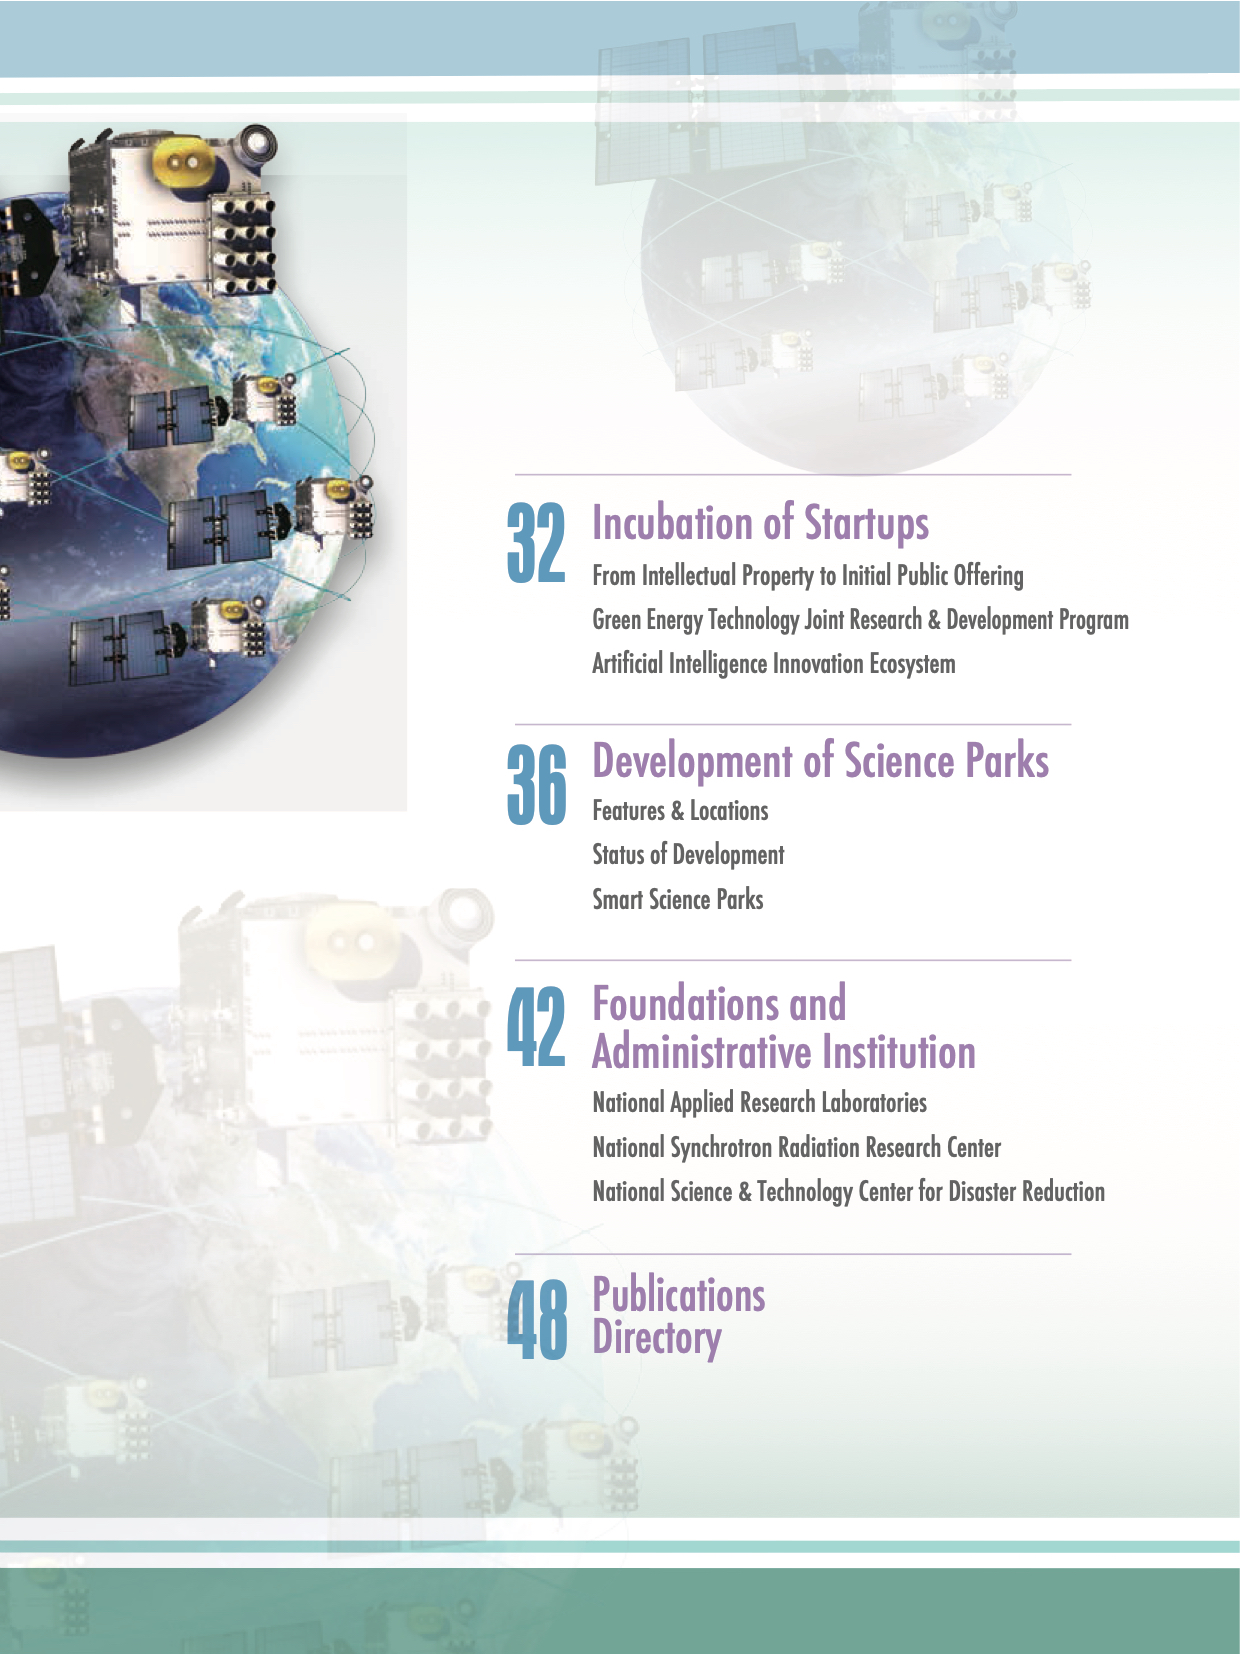 32
Incubation of Startups
From Intellectual Property to Initial Public Offering
Green Energy Technology Joint Research & Development Program
Artificial Intelligence Innovation Ecosystem
36
Development of Science Parks
Features & Locations
Status of Development
Smart Science Parks
42
Foundations and
Administrative Institution
National Applied Research Laboratories
National Synchrotron Radiation Research Center
National Science & Technology Center for Disaster Reduction
48
Publications
Directory